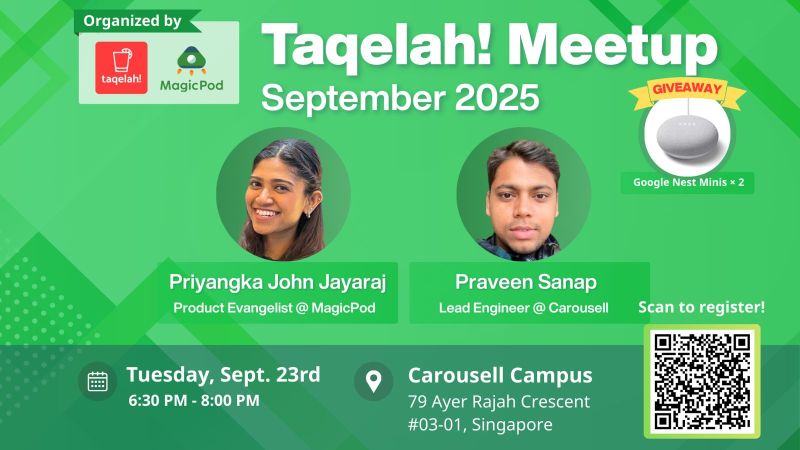 Organized by
taqelah!
MagicPod
Taqelah! Meetup
September 2025
GIVEAWAY
Google Nest Minis × 2
Priyangka John Jayaraj
Product Evangelist @ MagicPod
Praveen Sanap
Lead Engineer @ Carousell
Scan to register!
Tuesday, Sept. 23rd
6:30 PM - 8:00 PM
Carousell Campus
79 Ayer Rajah Crescent
#03-01, Singapore